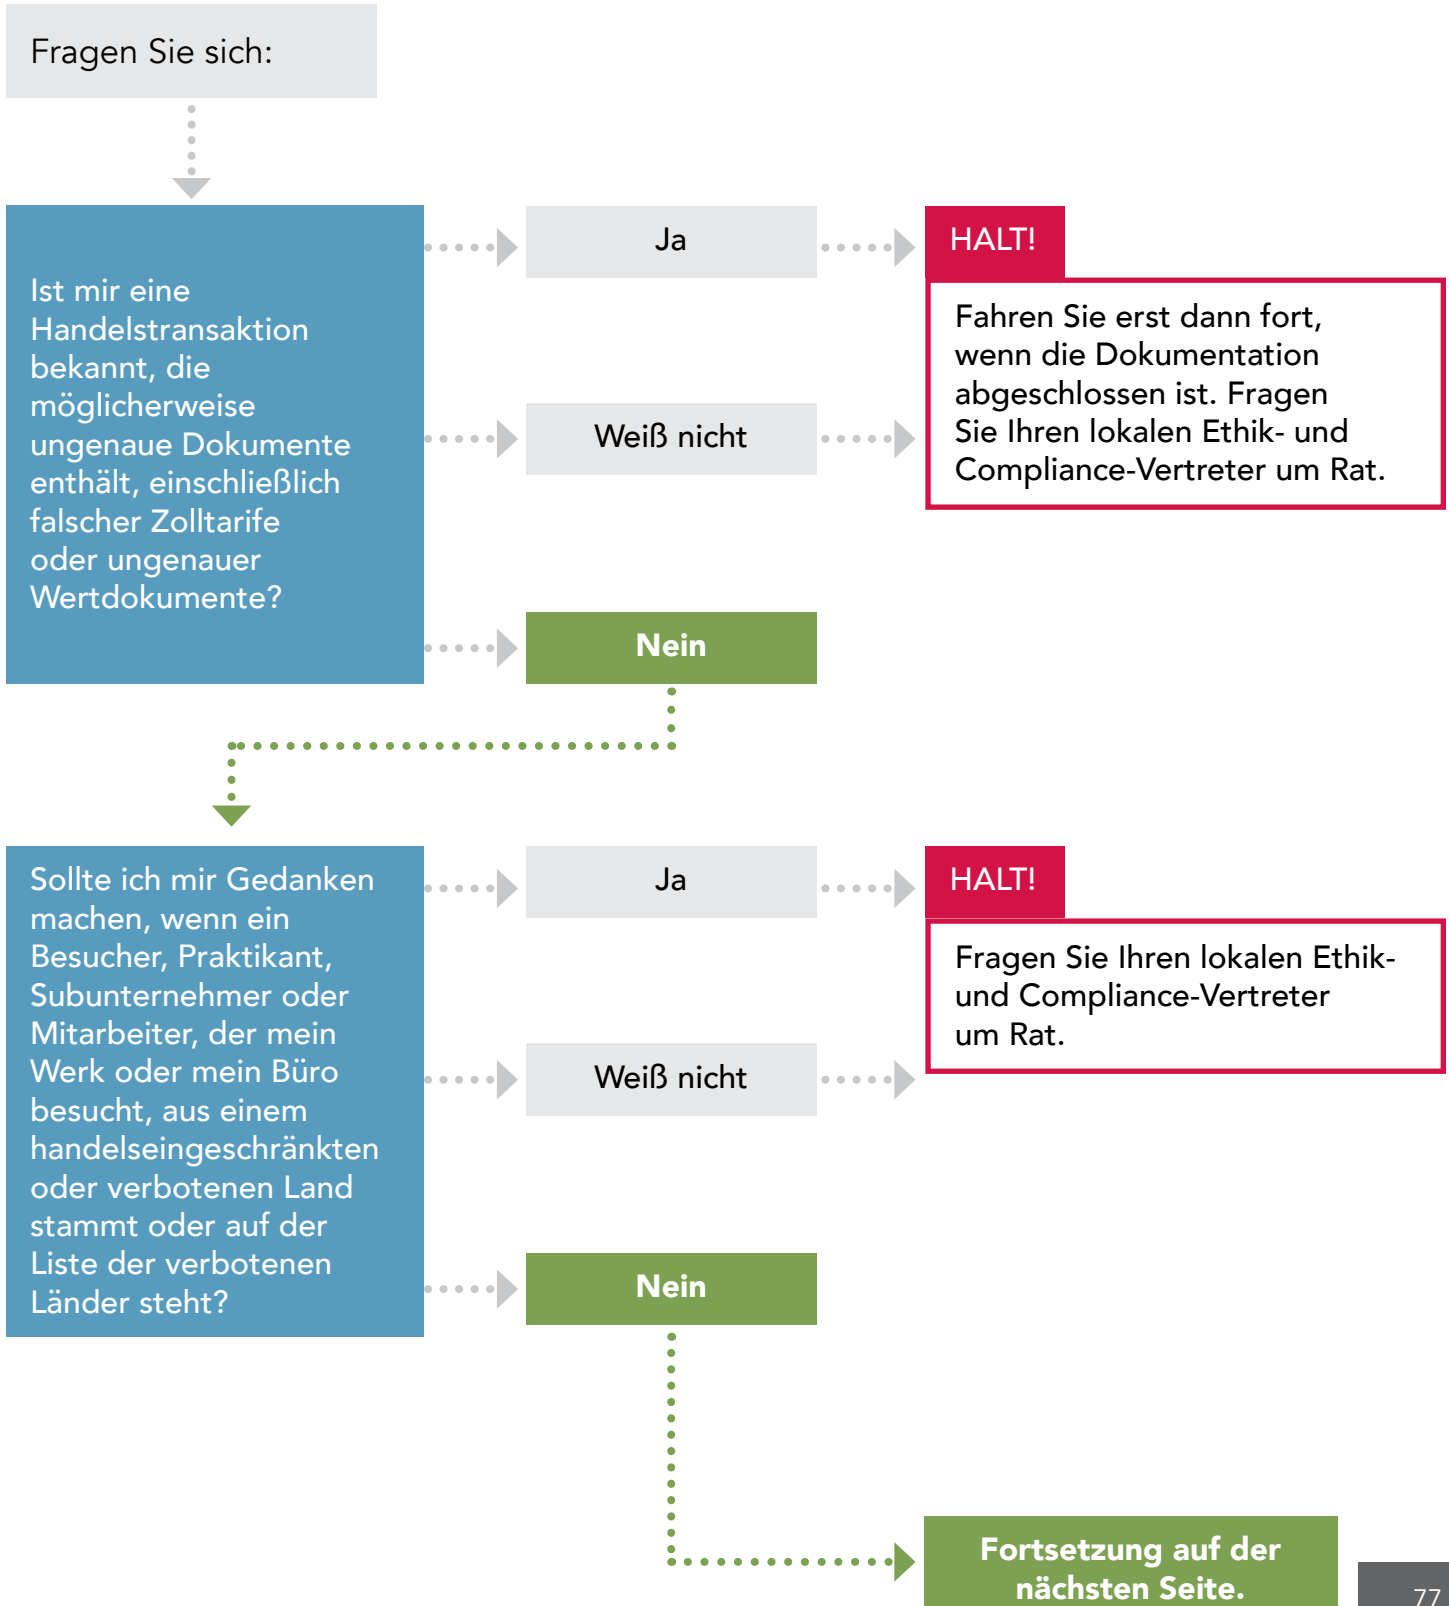 Fragen Sie sich:
Ist mir eine
Handelstransaktion
bekannt, die
möglicherweise
ungenaue Dokumente
enthält, einschließlich
falscher Zolltarife
oder ungenauer
Wertdokumente?
Ja
HALT!
Fahren Sie erst dann fort,
wenn die Dokumentation
abgeschlossen ist. Fragen
Sie Ihren lokalen Ethik- und
Compliance-Vertreter um Rat.
Weiß nicht
Nein
Sollte ich mir Gedanken
machen, wenn ein
Besucher, Praktikant,
Subunternehmer oder
Mitarbeiter, der mein
Werk oder mein Büro
besucht, aus einem
handelseingeschränkten
oder verbotenen Land
stammt oder auf der
Liste der verbotenen
Länder steht?
Ja
HALT!
Fragen Sie Ihren lokalen Ethik-
und Compliance-Vertreter
um Rat.
Weiß nicht
Nein
Fortsetzung auf der
nächsten Seite.
77